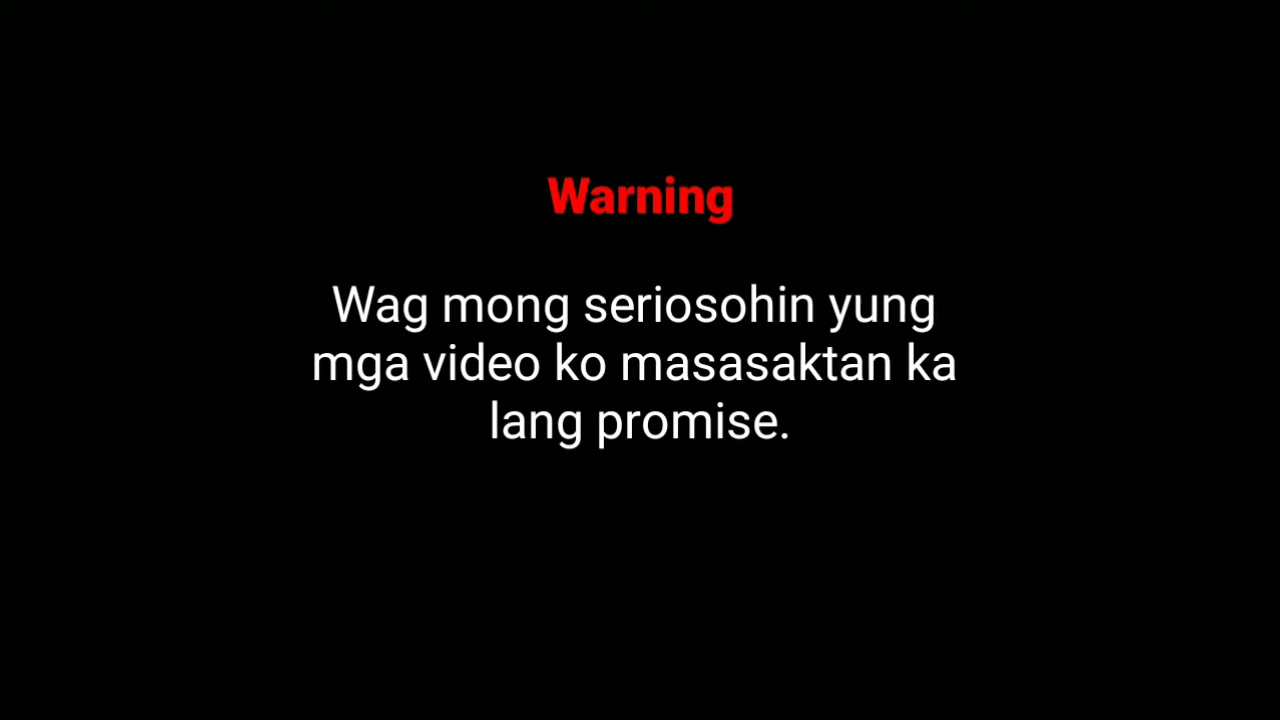 Warning
Wag mong seriosohin yung
mga video ko masasaktan ka
lang promise.